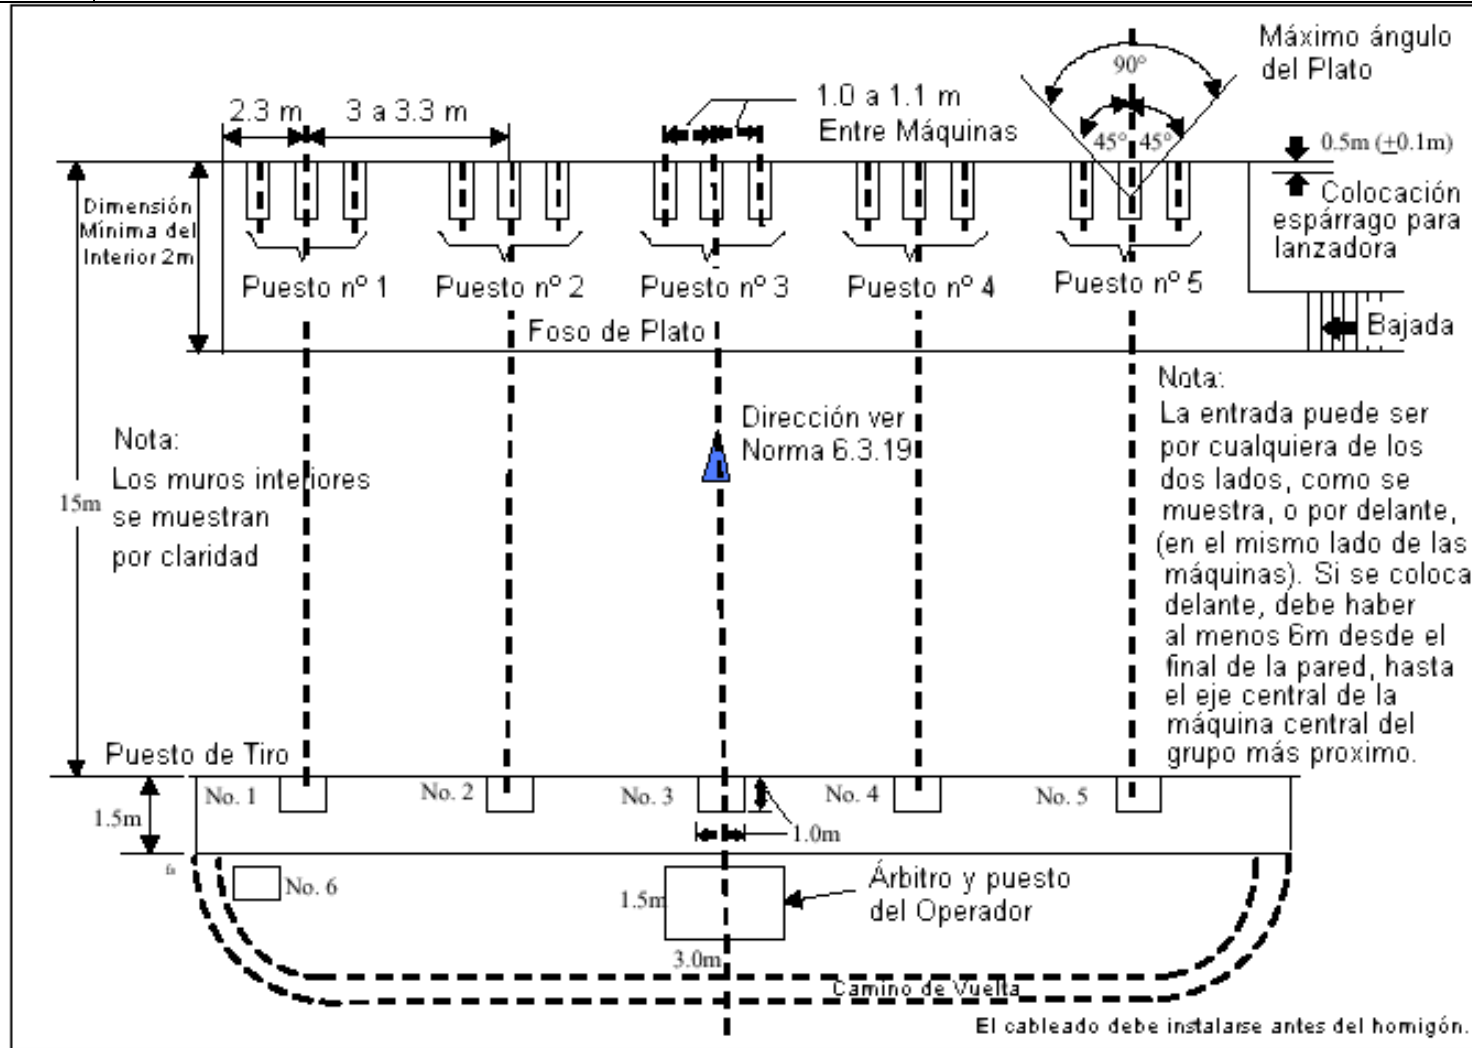 Máximo ángulo
del Plato
90°
2.3 m
3 a 3.3 m
1.0 a 1.1 m
Entre Máquinas
45°
45°
0.5m (±0.1m)
Colocación
espárrago para
lanzadora
Dimensión
Mínima del
Interior 2m
Puesto nº 1
Puesto nº 2
Puesto nº 3
Puesto nº 4
Puesto nº 5
Foso de Plato
Bajada
Nota:
La entrada puede ser
por cualquiera de los
dos lados, como se
muestra, o por delante,
(en el mismo lado de las
máquinas). Si se coloca
delante, debe haber
al menos 6m desde el
final de la pared, hasta
el eje central de la
máquina central del
grupo más proximo.
Dirección ver
Norma 6.3.19
Nota:
Los muros interiores
se muestran
por claridad
15m
Puesto de Tiro
No. 1
No. 2
No. 3
No. 4
No. 5
1.5m
1.0m
No. 6
1.5m
Árbitro y puesto
del Operador
3.0m
Camino de Vuelta
El cableado debe instalarse antes del homigón.